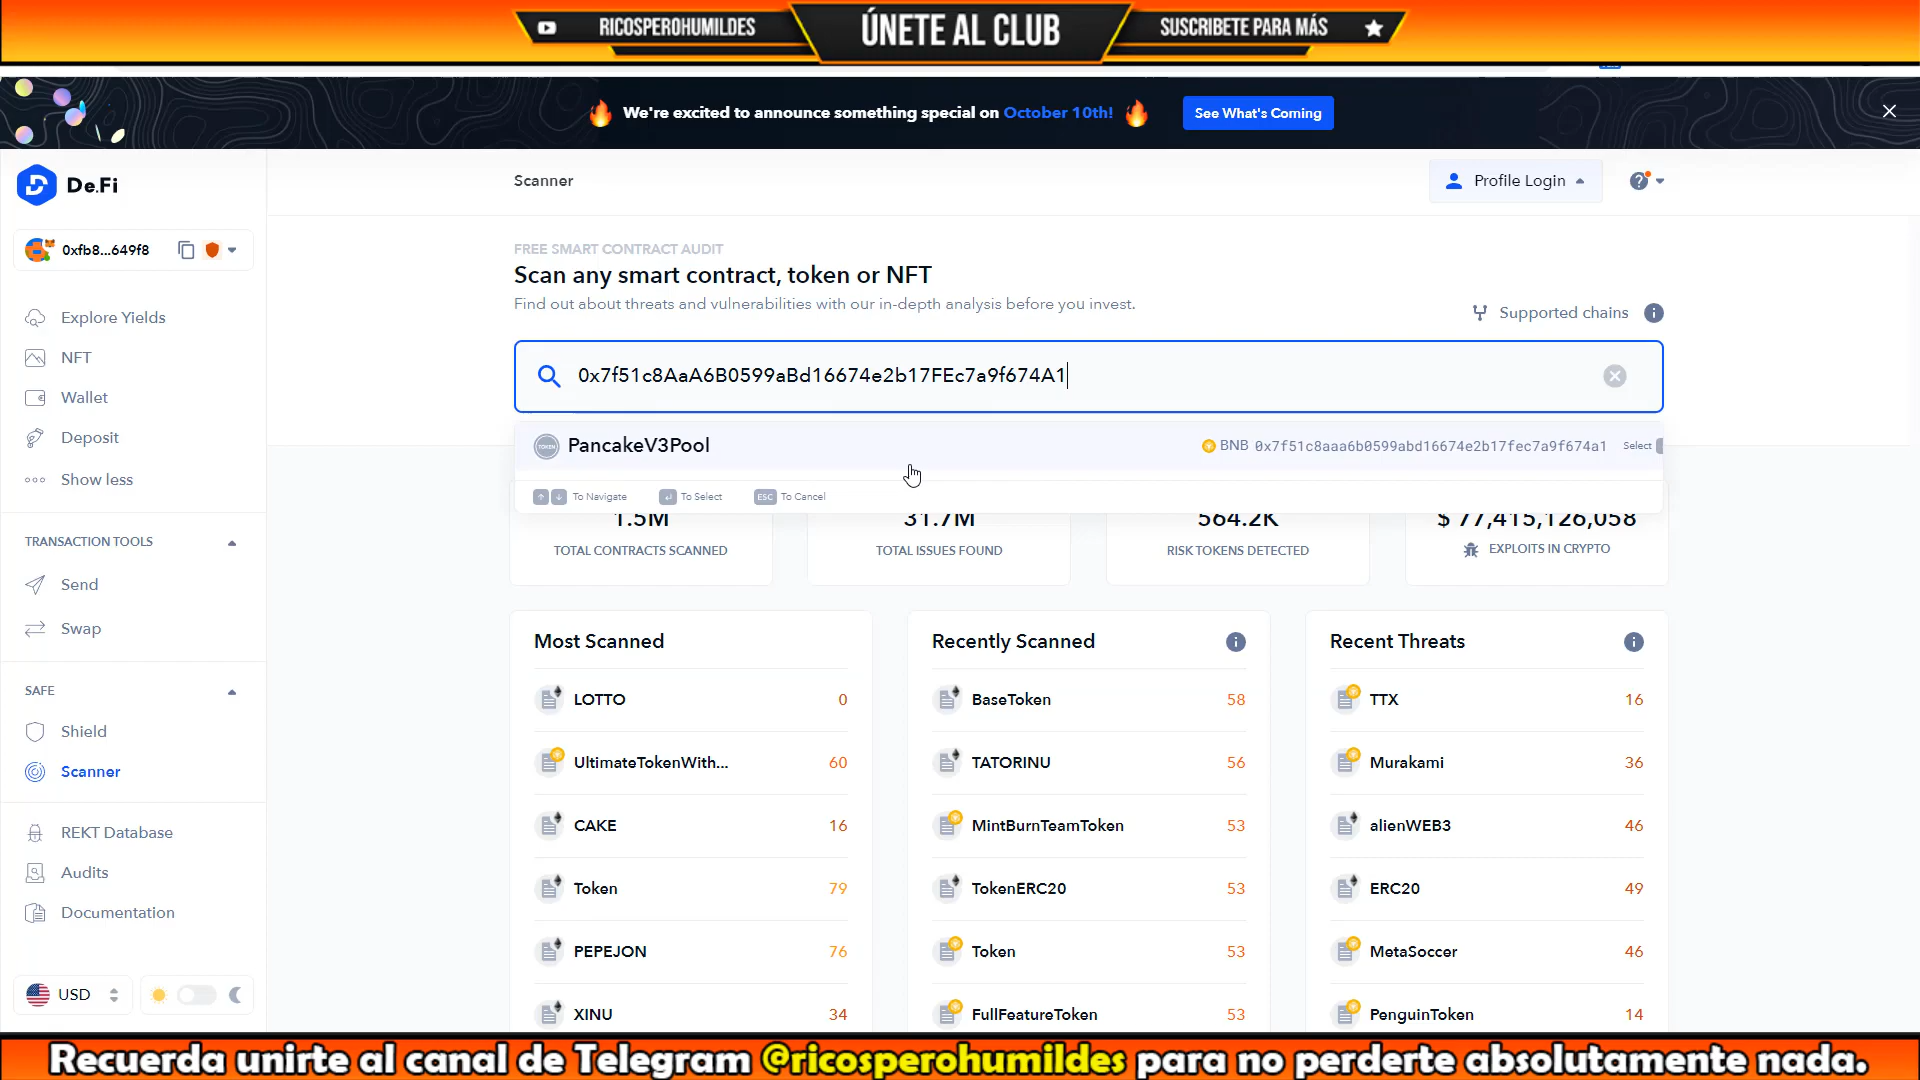 RICOSPEROHUMILDES
ÚNETE AL CLUB
SUSCRIBETE PARA MÁS
We're excited to announce something special on October 10th!
See What's Coming
De.Fi
Scanner
Profile Login
0xfb8...649f8
FREE SMART CONTRACT AUDIT
Scan any smart contract, token or NFT
Find out about threats and vulnerabilities with our in-depth analysis before you invest.
Supported chains
0x7f51c8AaA6B0599aBd16674e2b17FEc7a9f674A1
PancakeV3Pool
BNB 0x7f51c8aaa6b0599abd16674e2b17fec7a9f674a1 Select
To Navigate
To Select
ESC To Cancel
Explore Yields
NFT
Wallet
Deposit
Show less
TRANSACTION TOOLS
Send
Swap
SAFE
Shield
Scanner
REKT Database
Audits
Documentation
USD
1.5M
TOTAL CONTRACTS SCANNED
31.7M
TOTAL ISSUES FOUND
564.2K
RISK TOKENS DETECTED
$ 77,415,126,058
EXPLOITS IN CRYPTO
Most Scanned
LOTTO 0
UltimateTokenWith... 60
CAKE 16
Token 79
PEPEJON 76
XINU 34
Recently Scanned
BaseToken 58
TATORINU 56
MintBurnTeamToken 53
TokenERC20 53
Token 53
FullFeatureToken 53
Recent Threats
TTX 16
Murakami 36
alienWEB3 46
ERC20 49
MetaSoccer 46
PenguinToken 14
Recuerda unirte al canal de Telegram @ricosperohumildes para no perderte absolutamente nada.